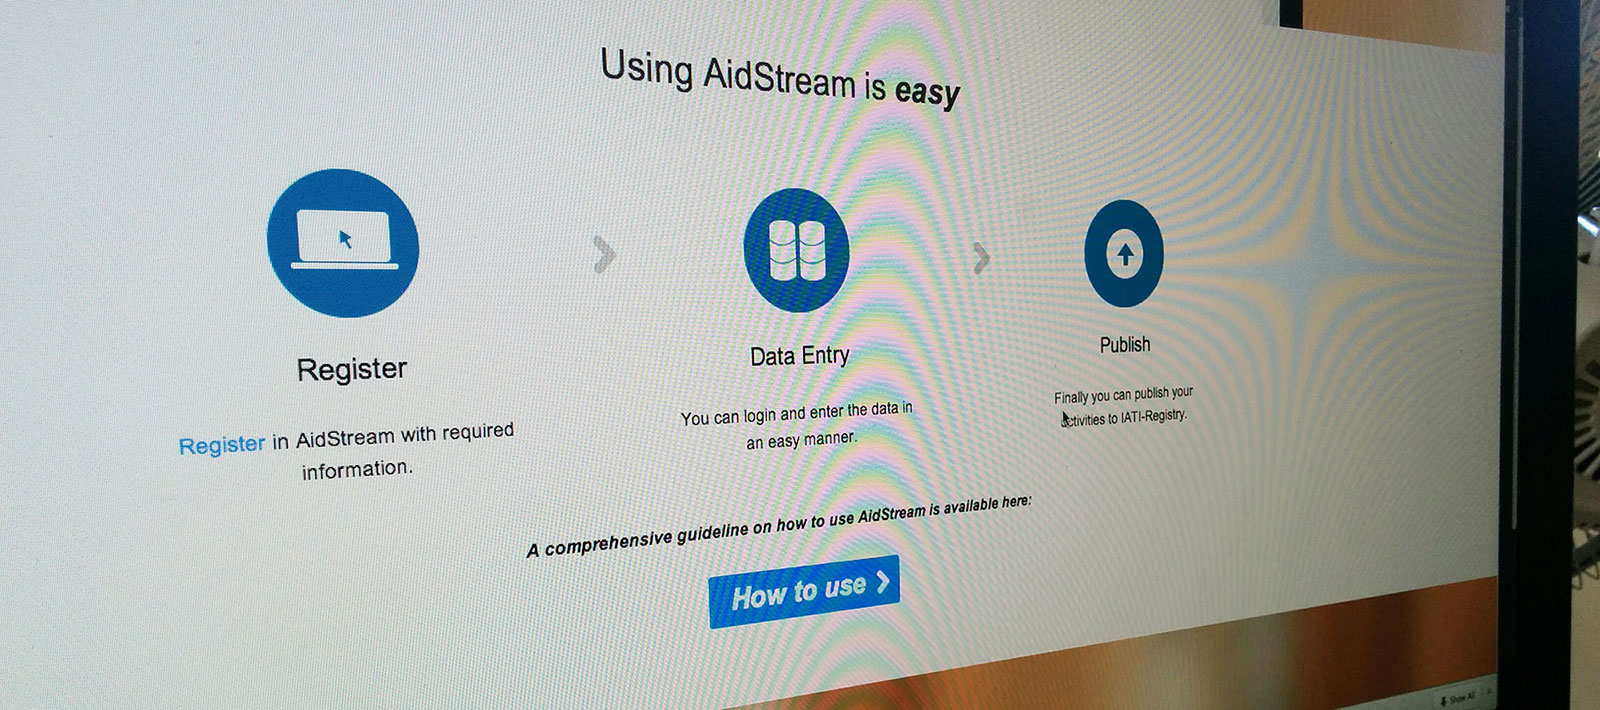 Using AidStream is easy
Register
Register in AidStream with required
information.
Data Entry
You can login and enter the data in
an easy manner.
Publish
Finally you can publish your
activities to IATI-Registry.
A comprehensive guideline on how to use AidStream is available here:
How to use
Show All